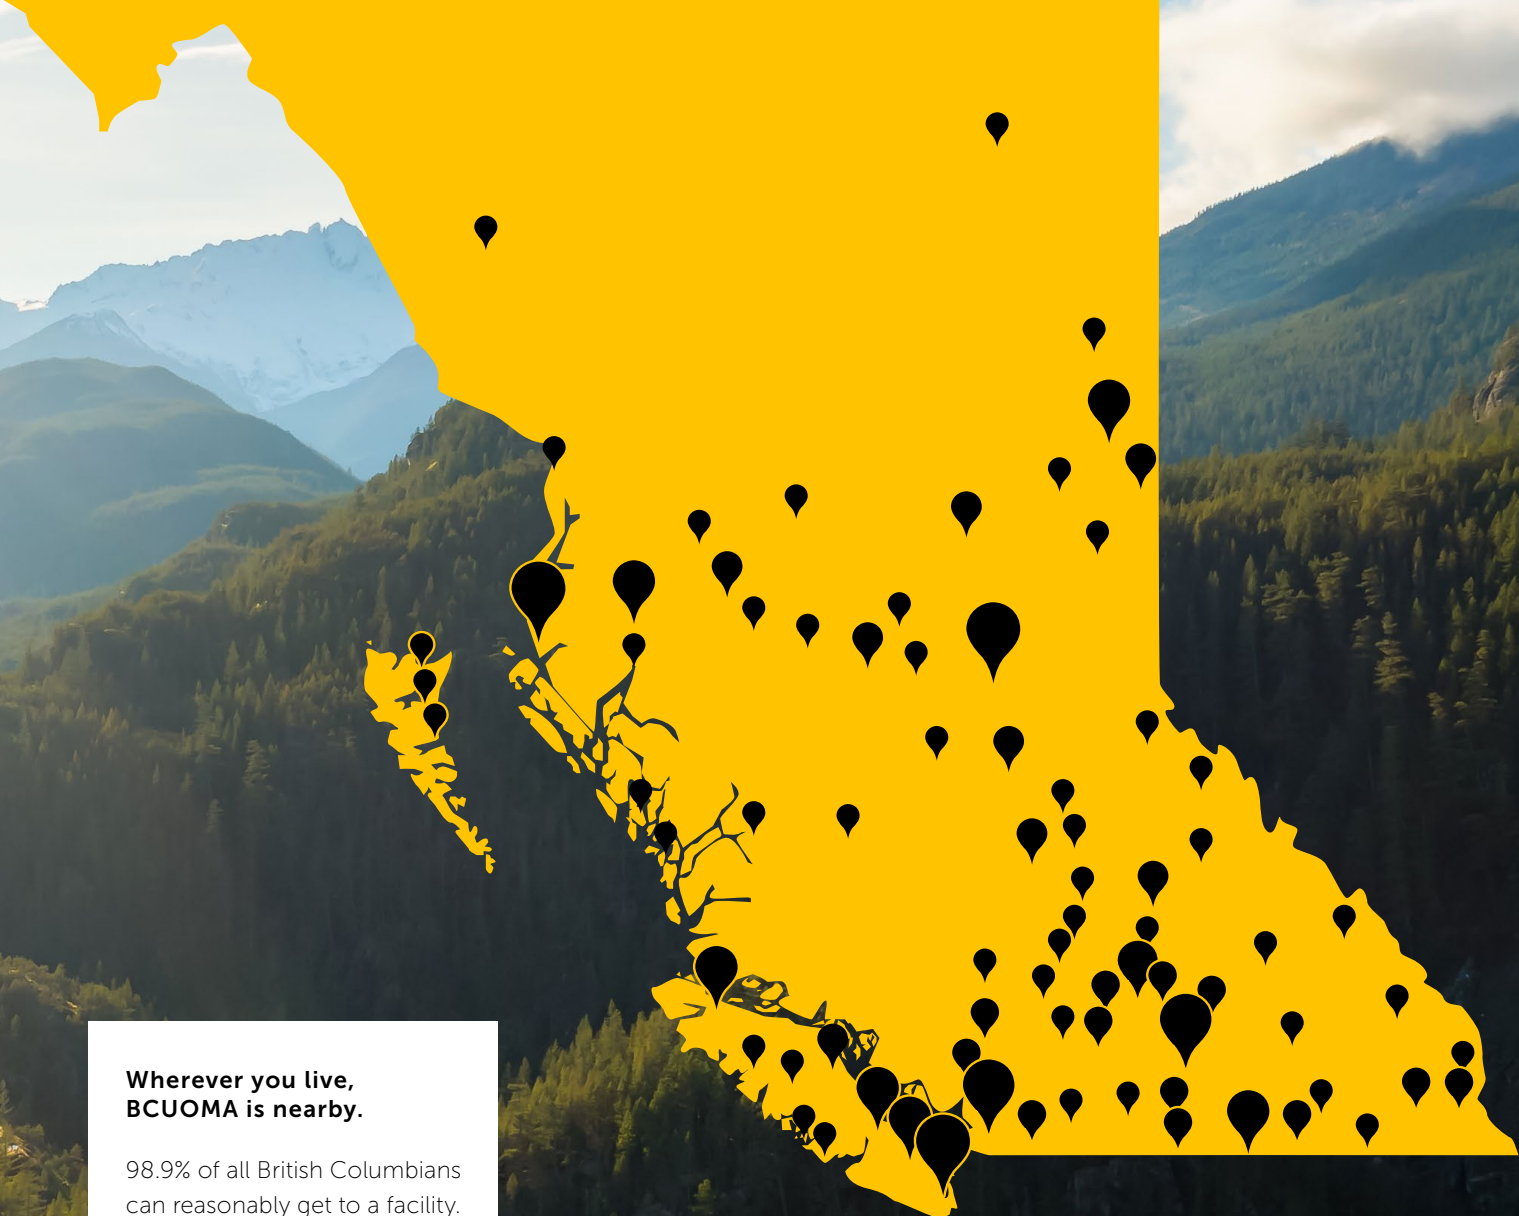 Wherever you live,
BCUOMA is nearby.
98.9% of all British Columbians
can reasonably get to a facility.